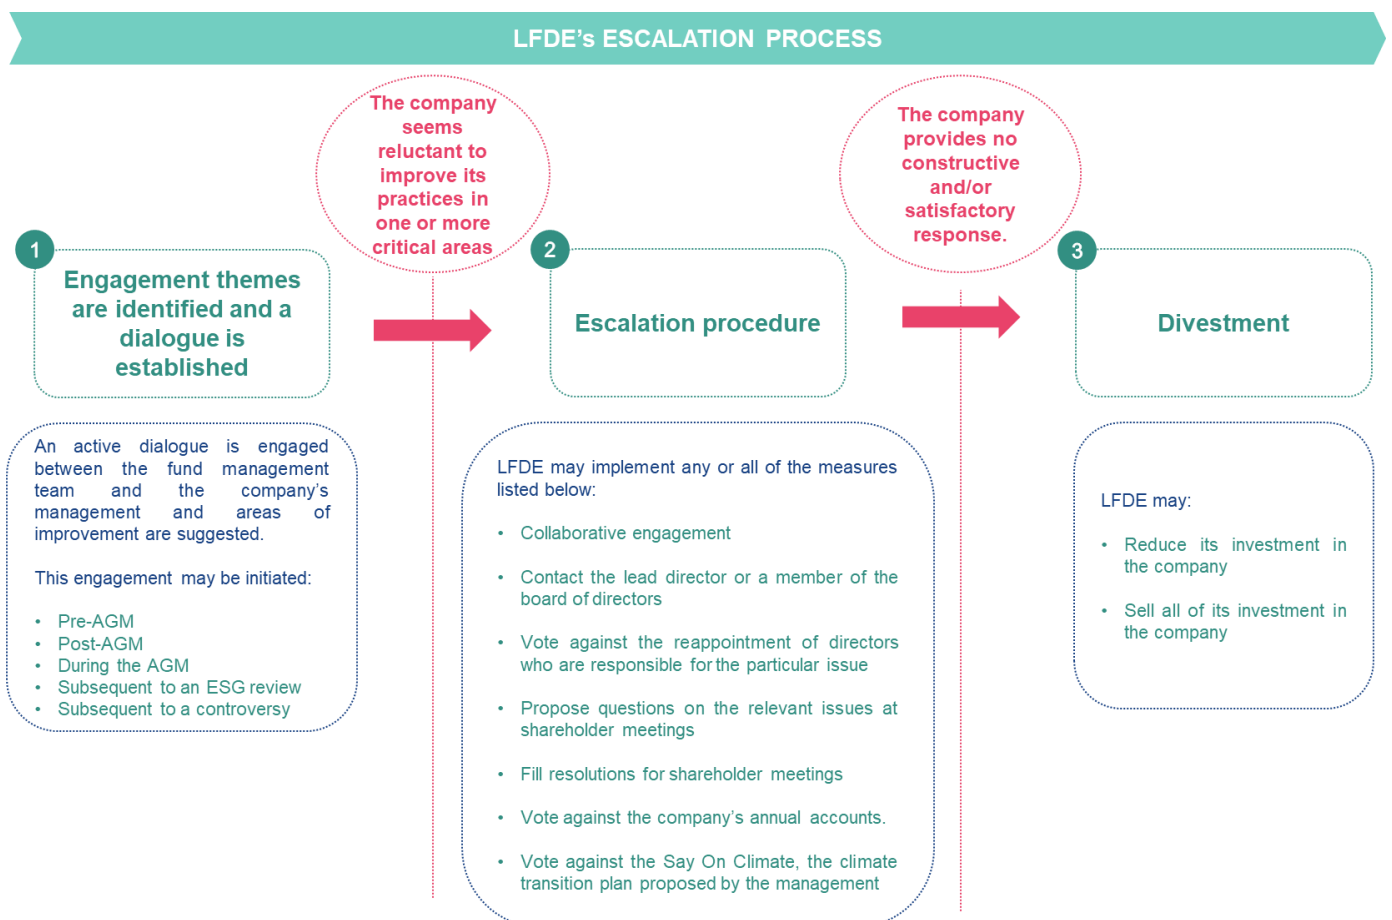 LFDE's ESCALATION PROCESS
The company
seems
reluctant to
improve its
practices in
one or more
critical areas
The company
provides no
constructive
and/or
satisfactory
response.
1
Engagement themes
are identified and a
dialogue is
established
2
Escalation procedure
3
Divestment
An active dialogue is engaged
between the fund management
team and the company's
management and areas of
improvement are suggested.
This engagement may be initiated:
• Pre-AGM
• Post-AGM
• During the AGM
• Subsequent to an ESG review
• Subsequent to a controversy
LFDE may implement any or all of the measures
listed below:
• Collaborative engagement
• Contact the lead director or a member of the
board of directors
• Vote against the reappointment of directors
who are responsible for the particular issue
• Propose questions on the relevant issues at
shareholder meetings
• Fill resolutions for shareholder meetings
• Vote against the company's annual accounts.
• Vote against the Say On Climate, the climate
transition plan proposed by the management
LFDE may:
• Reduce its investment in
the company
• Sell all of its investment in
the company